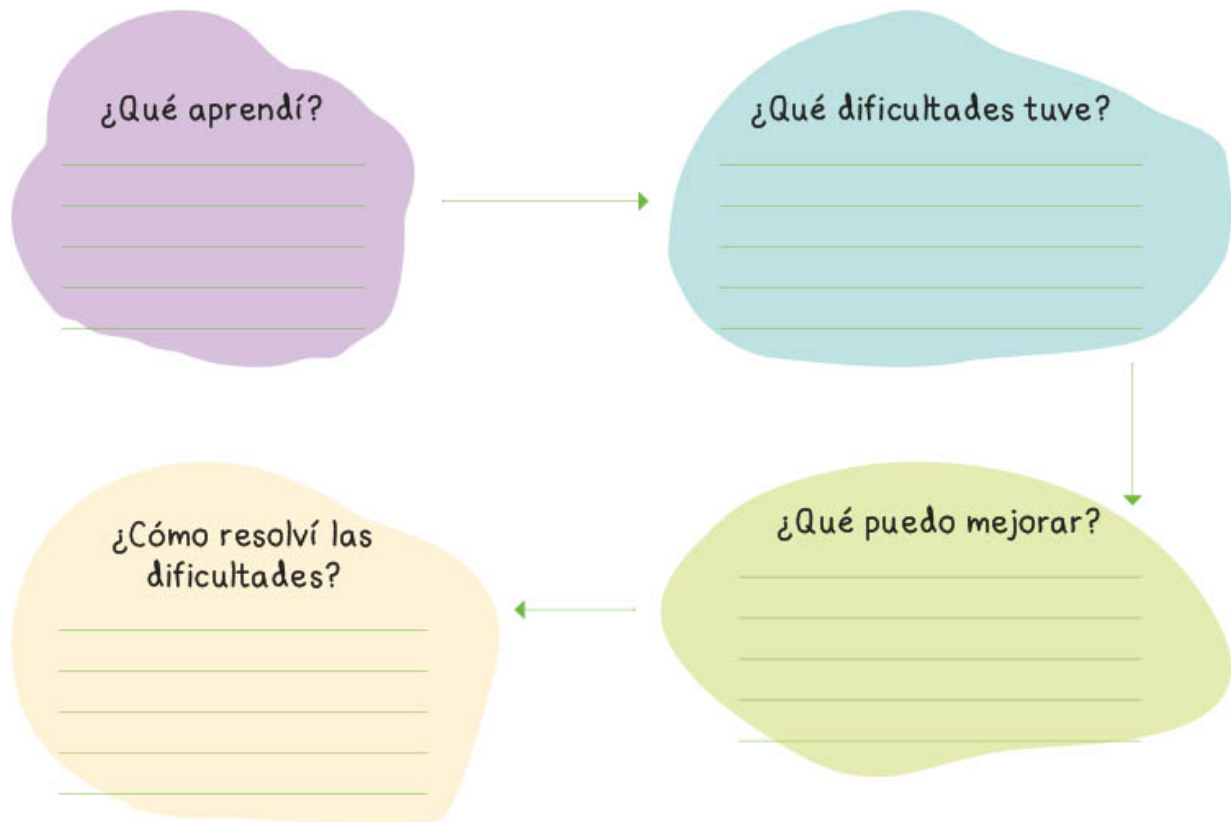 ¿Qué aprendí?
¿Qué dificultades tuve?
¿Qué puedo mejorar?
¿Cómo resolví las
dificultades?